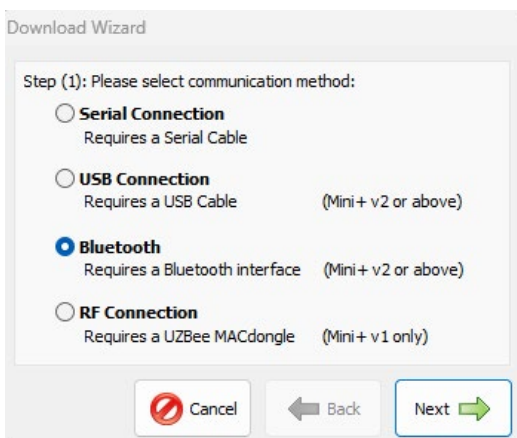 Download Wizard
Step (1): Please select communication method:
Serial Connection
Requires a Serial Cable
USB Connection
Requires a USB Cable (Mini+ v2 or above)
Bluetooth
Requires a Bluetooth interface (Mini+ v2 or above)
RF Connection
Requires a UZBee MACdongle (Mini+ v1 only)
Cancel Back Next